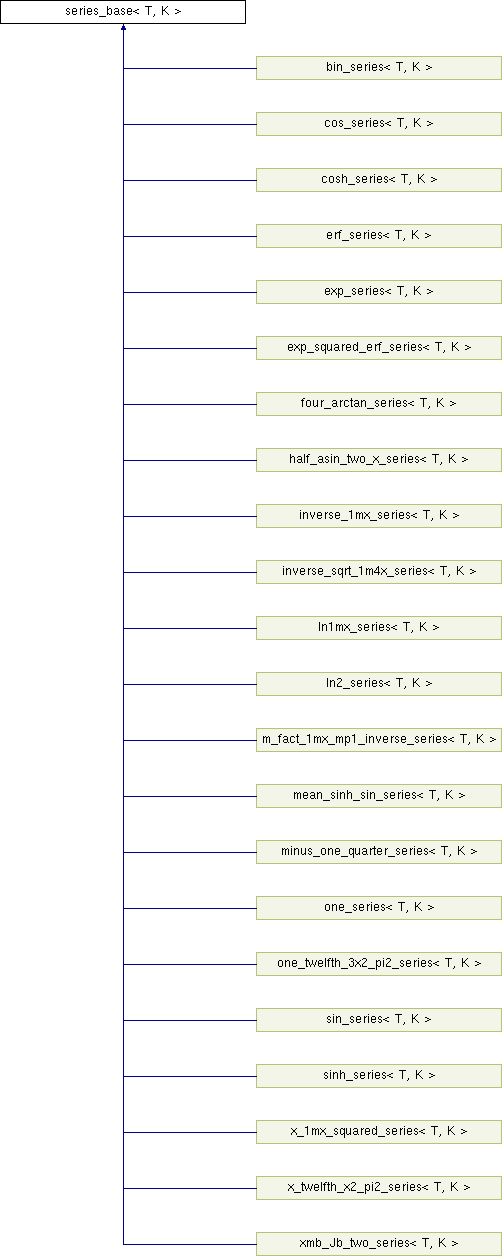 series_base< T, K >
bin_series< T, K >
cos_series< T, K >
cosh_series< T, K >
erf_series< T, K >
exp_series< T, K >
exp_squared_erf_series< T, K >
four_arctan_series< T, K >
half_asin_two_x_series< T, K >
inverse_1mx_series< T, K >
inverse_sqrt_1m4x_series< T, K >
ln1mx_series< T, K >
ln2_series< T, K >
m_fact_1mx_mp1_inverse_series< T, K >
mean_sinh_sin_series< T, K >
minus_one_quarter_series< T, K >
one_series< T, K >
one_twelfth_3x2_pi2_series< T, K >
sin_series< T, K >
sinh_series< T, K >
x_1mx_squared_series< T, K >
x_twelfth_x2_pi2_series< T, K >
xmb_Jb_two_series< T, K >